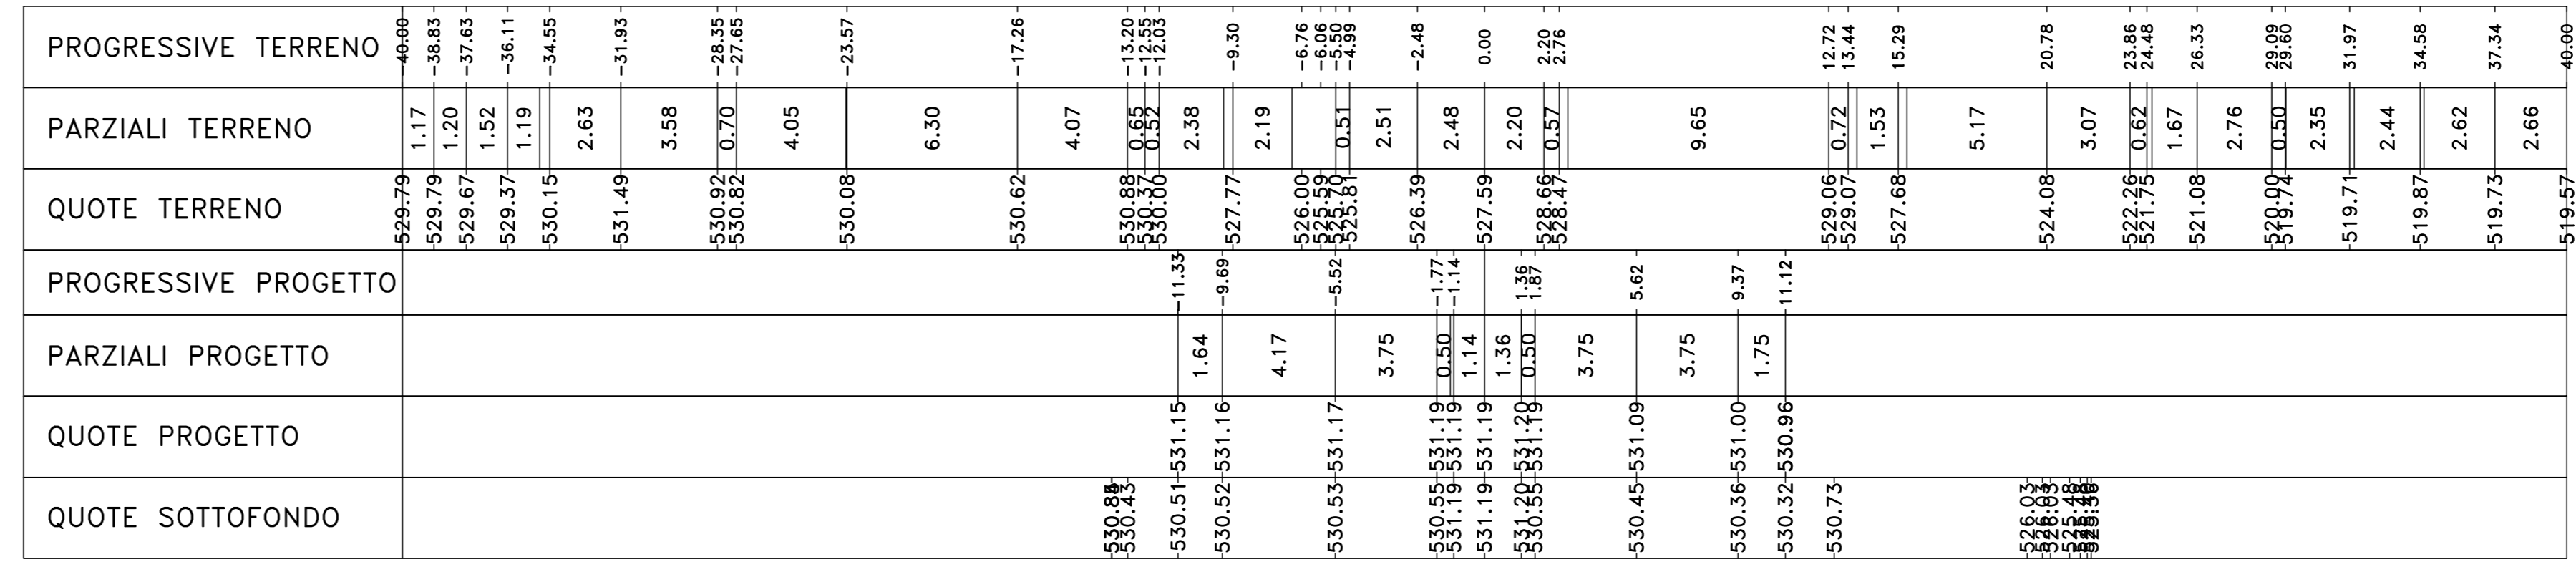 PROGRESSIVE TERRENO -40.00 -38.83 -37.63 -36.11 -34.55 -31.93 -28.35 -27.65 -23.57 -17.26 -13.20 -12.55 -12.03 -9.30 -6.76 -6.06 -5.50 -4.99 -2.48 0.00 2.20 2.76 12.72 13.44 15.29 20.78 23.86 24.48 26.33 29.09 29.60 31.97 34.58 37.34 40.00
PARZIALI TERRENO 1.17 1.20 1.52 1.19 2.63 3.58 0.70 4.05 6.30 4.07 0.65 0.52 2.38 2.19 0.51 2.51 2.48 2.20 0.57 9.65 0.72 1.53 5.17 3.07 0.62 1.67 2.76 0.50 2.35 2.44 2.62 2.66
QUOTE TERRENO 529.79 529.79 529.67 529.37 530.15 531.49 530.92 530.82 530.08 530.62 530.88 530.37 530.00 527.77 526.00 525.59 525.70 525.81 526.39 527.59 528.66 528.47 529.06 529.07 527.68 524.08 522.26 521.75 521.08 520.00 519.74 519.71 519.87 519.73 519.57
PROGRESSIVE PROGETTO -11.33 -9.69 -5.52 -1.77 -1.14 1.36 1.87 5.62 9.37 11.12
PARZIALI PROGETTO 1.64 4.17 3.75 0.50 1.14 1.36 0.50 3.75 3.75 1.75
QUOTE PROGETTO 531.15 531.16 531.17 531.19 531.19 531.19 531.20 531.19 531.09 531.00 530.96
QUOTE SOTTOFONDO 530.43 530.51 530.52 530.53 530.55 531.19 531.19 531.20 530.55 530.45 530.36 530.32 530.73 526.03 526.03 526.03 525.48